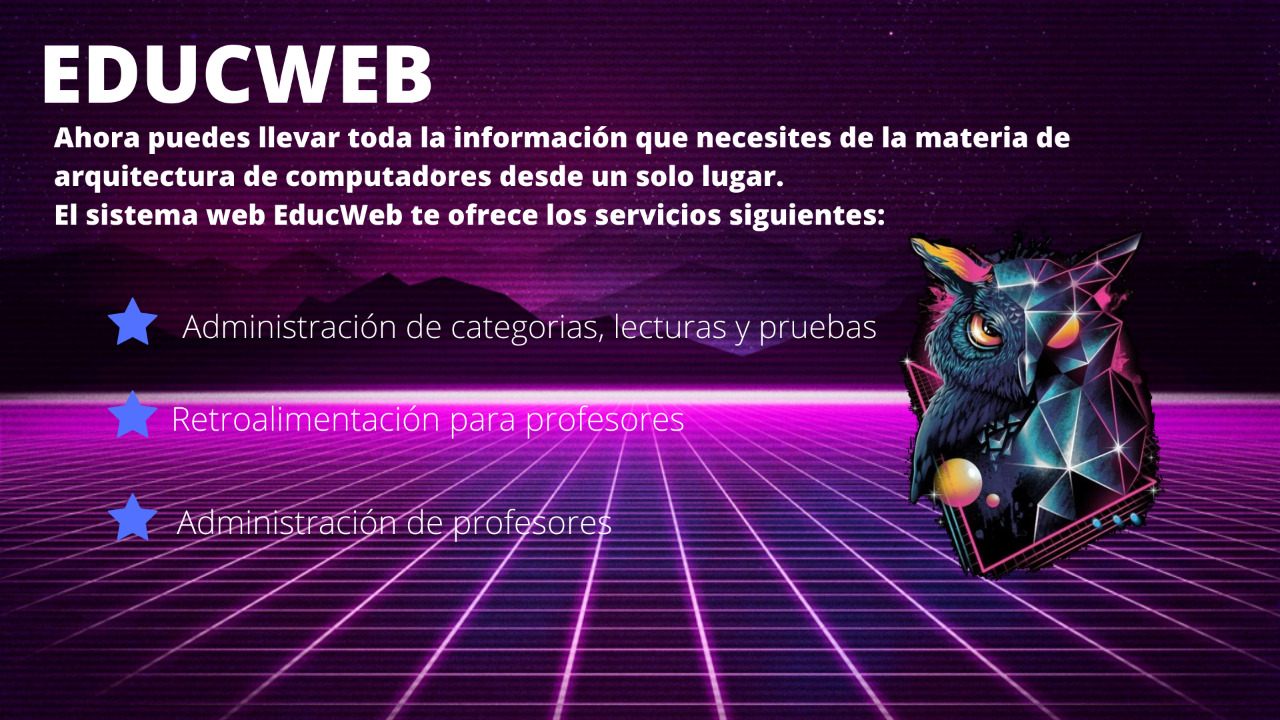 EDUCWEB
Ahora puedes llevar toda la información que necesites de la materia de
arquitectura de computadores desde un solo lugar.
El sistema web EducWeb te ofrece los servicios siguientes:
Administración de categorias, lecturas y pruebas
Retroalimentación para profesores
Administración de profesores